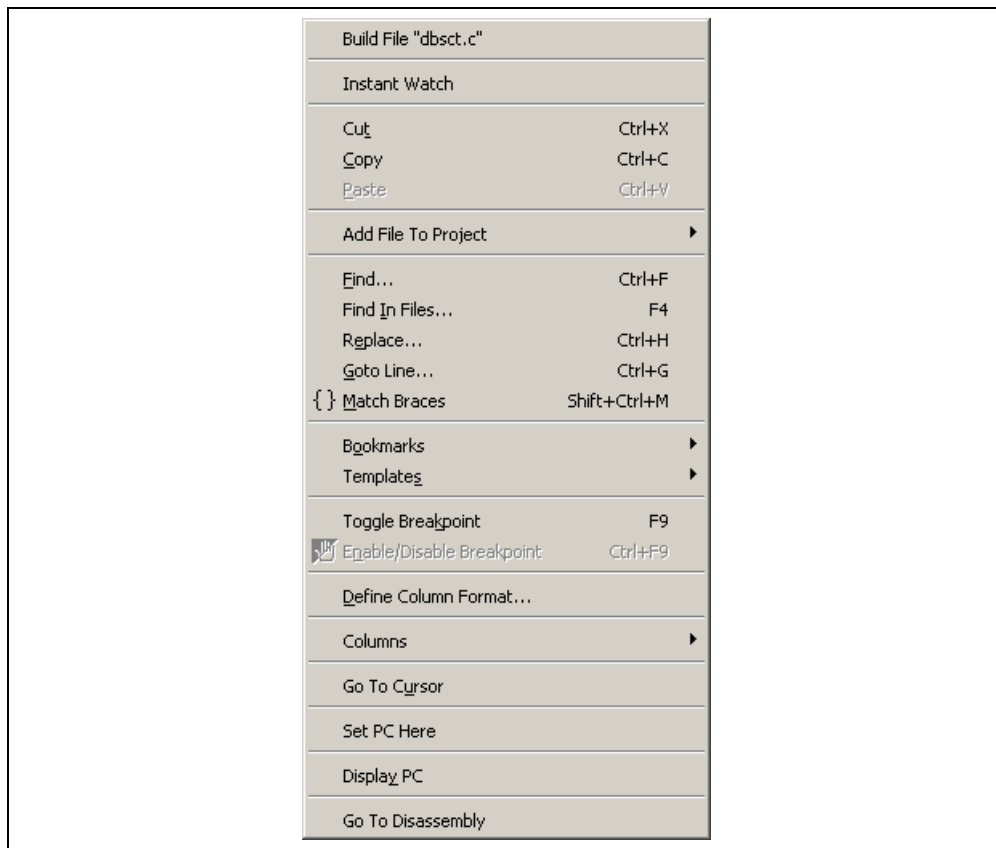 Build File "dbsct.c"
Instant Watch
Cut Ctrl+X
Copy Ctrl+C
Paste Ctrl+V
Add File To Project
Find... Ctrl+F
Find In Files... F4
Replace... Ctrl+H
Goto Line... Ctrl+G
{ } Match Braces Shift+Ctrl+M
Bookmarks
Templates
Toggle Breakpoint F9
Enable/Disable Breakpoint Ctrl+F9
Define Column Format...
Columns
Go To Cursor
Set PC Here
Display PC
Go To Disassembly